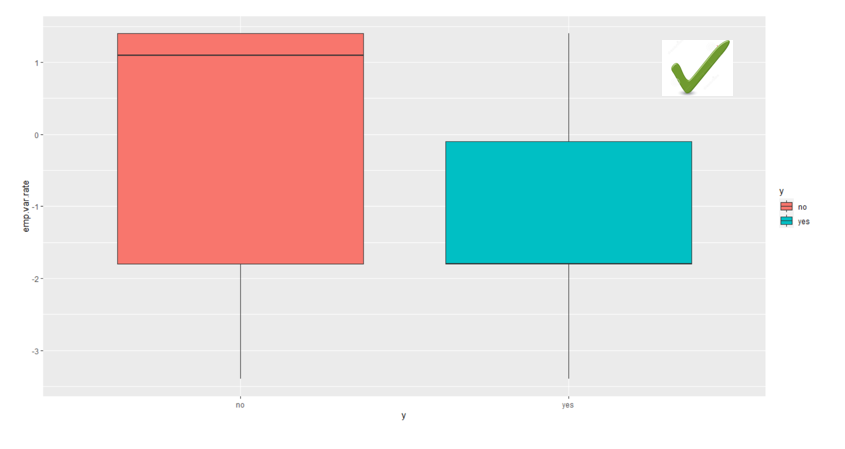 1
0
-1
-2
-3
emp.var.rate
no
yes
y
y
no
yes